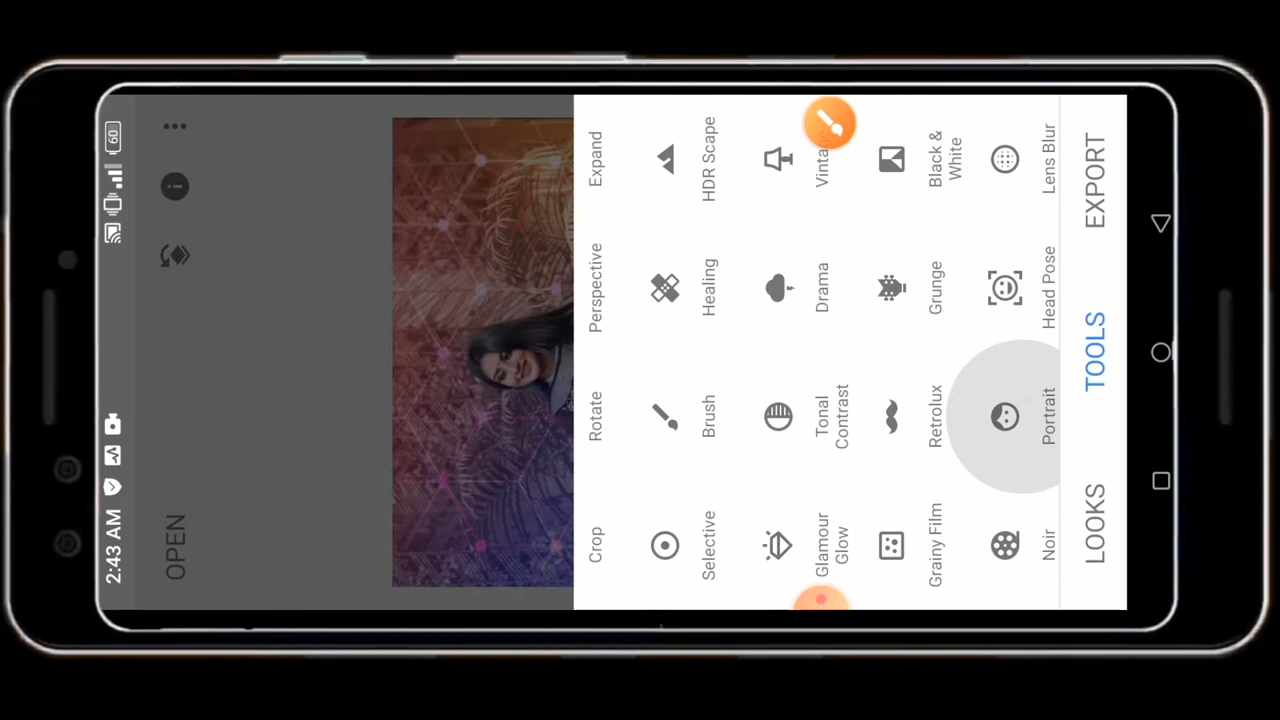 2:43 AM
60
OPEN
Crop
Rotate
Perspective
Expand
Selective
Brush
Healing
HDR Scape
Glamour
Glow
Tonal
Contrast
Drama
Vintage
Grainy Film
Retrolux
Grunge
Black &
White
Noir
Portrait
Head Pose
Lens Blur
LOOKS
TOOLS
EXPORT